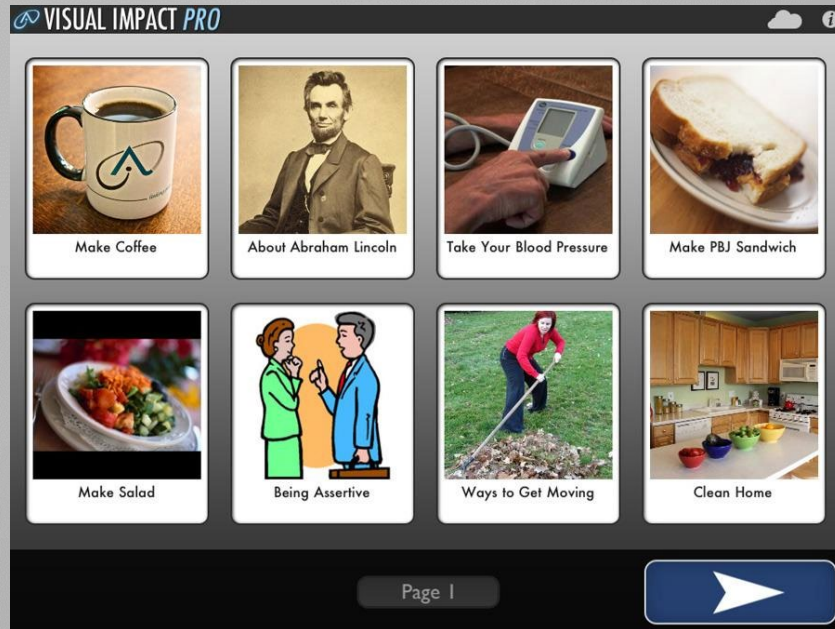 VISUAL IMPACT PRO
Make Coffee
About Abraham Lincoln
Take Your Blood Pressure
Make PBJ Sandwich
Make Salad
Being Assertive
Ways to Get Moving
Clean Home
Page 1